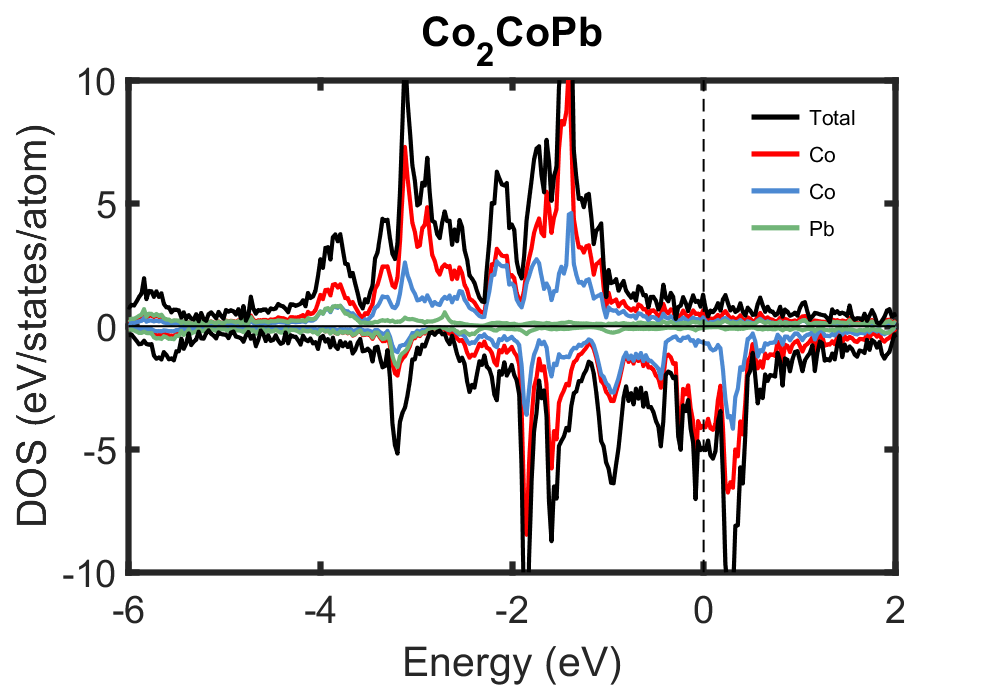 Co2CoPb
DOS (eV/states/atom)
10
5
0
-5
-10
Total
Co
Co
Pb
-6
-4
-2
0
2
Energy (eV)